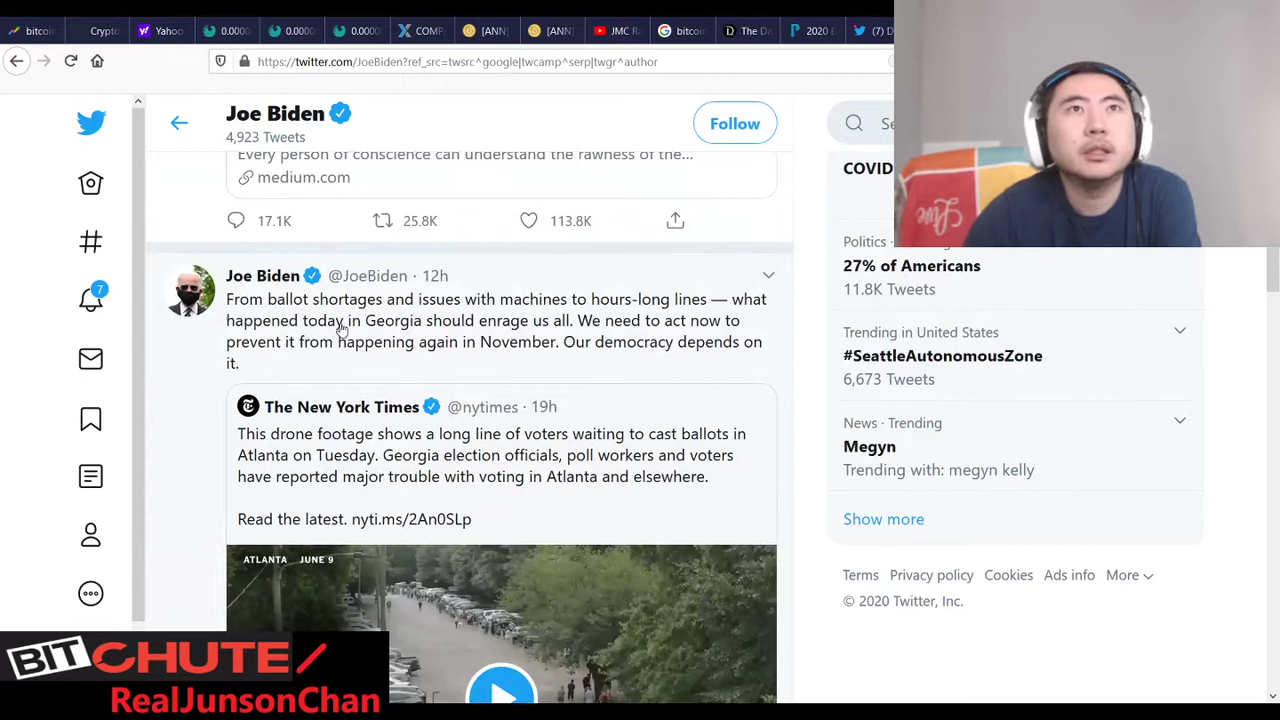 bitcoin
Crypto
Yahoo
0.0000
0.0000
0.0000
COMP
[ANN]
[ANN]
JMC R
bitcoin
The Da
2020 E
(7)
https://twitter.com/JoeBiden?ref_src=twsrc^google|twcamp^serp|twgr^author
Joe Biden
4,923 Tweets
Follow
Se
Every person of conscience can understand the rawness of the...
medium.com
17.1K 25.8K 113.8K
Joe Biden @JoeBiden · 12h
From ballot shortages and issues with machines to hours-long lines — what
happened today in Georgia should enrage us all. We need to act now to
prevent it from happening again in November. Our democracy depends on
it.
The New York Times @nytimes · 19h
This drone footage shows a long line of voters waiting to cast ballots in
Atlanta on Tuesday. Georgia election officials, poll workers and voters
have reported major trouble with voting in Atlanta and elsewhere.
Read the latest. nyti.ms/2An0SLp
ATLANTA JUNE 9
7
COVID
Live
Politics ·
27% of Americans
11.8K Tweets
Trending in United States
#SeattleAutonomousZone
6,673 Tweets
News · Trending
Megyn
Trending with: megyn kelly
Show more
Terms Privacy policy Cookies Ads info More
© 2020 Twitter, Inc.
BITCHUTE/
RealJunsonChan